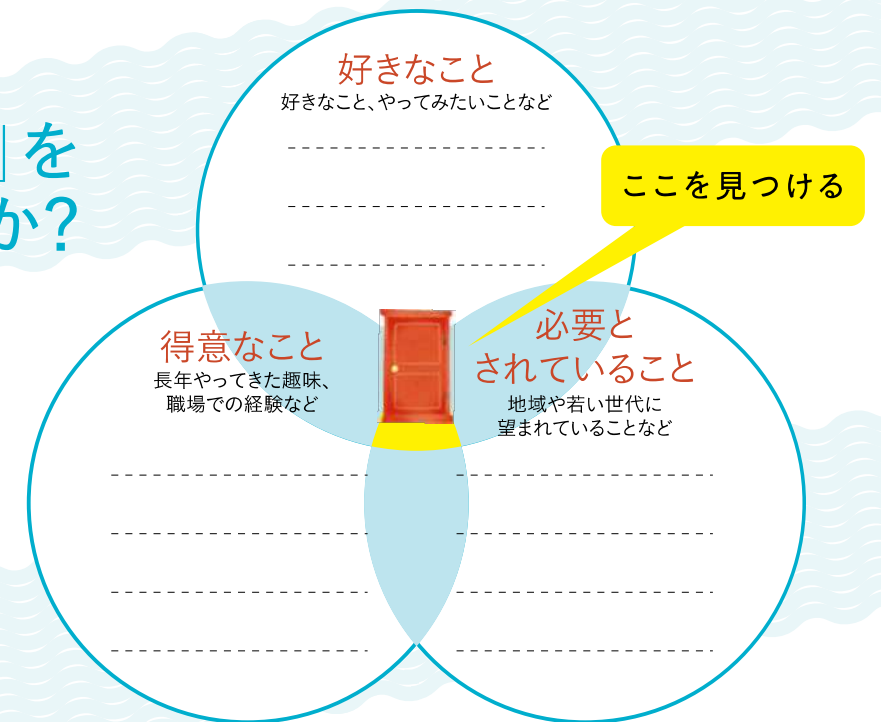 」を
か?
好きなこと
好きなこと、やってみたいことなど
ここを見つける
得意なこと
長年やってきた趣味、
職場での経験など
必要と
されていること
地域や若い世代に
望まれていることなど